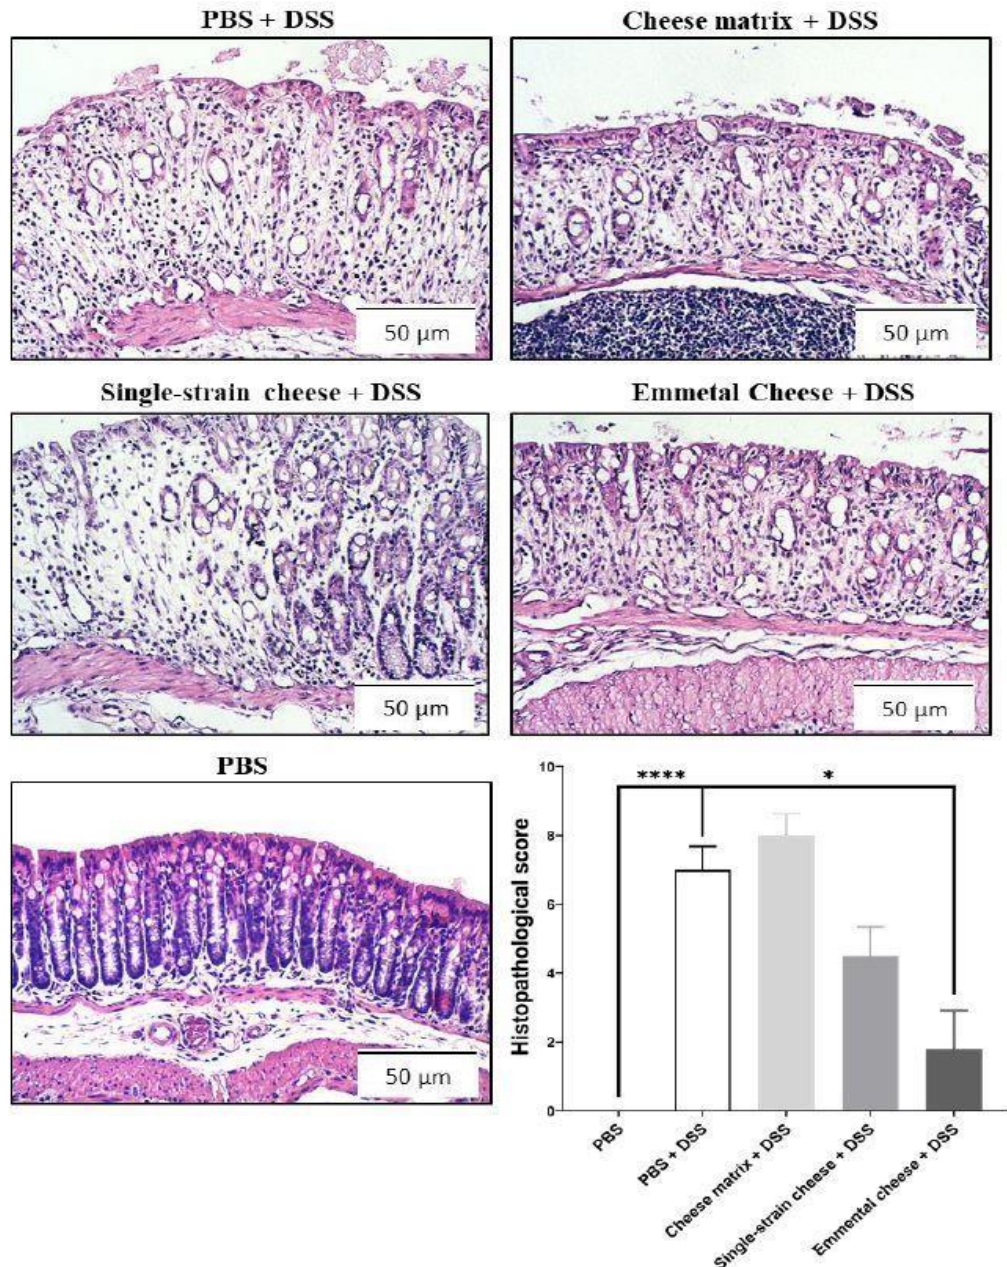 PBS + DSS
Cheese matrix + DSS
50 µm
50 µm
Single-strain cheese + DSS
Emmetal Cheese + DSS
50 µm
50 µm
PBS
50 µm
Histopathological score
10
8
6
4
2
0
****
*
PBS
PBS + DSS
Cheese matrix + DSS
Single-strain cheese + DSS
Emmental cheese + DSS